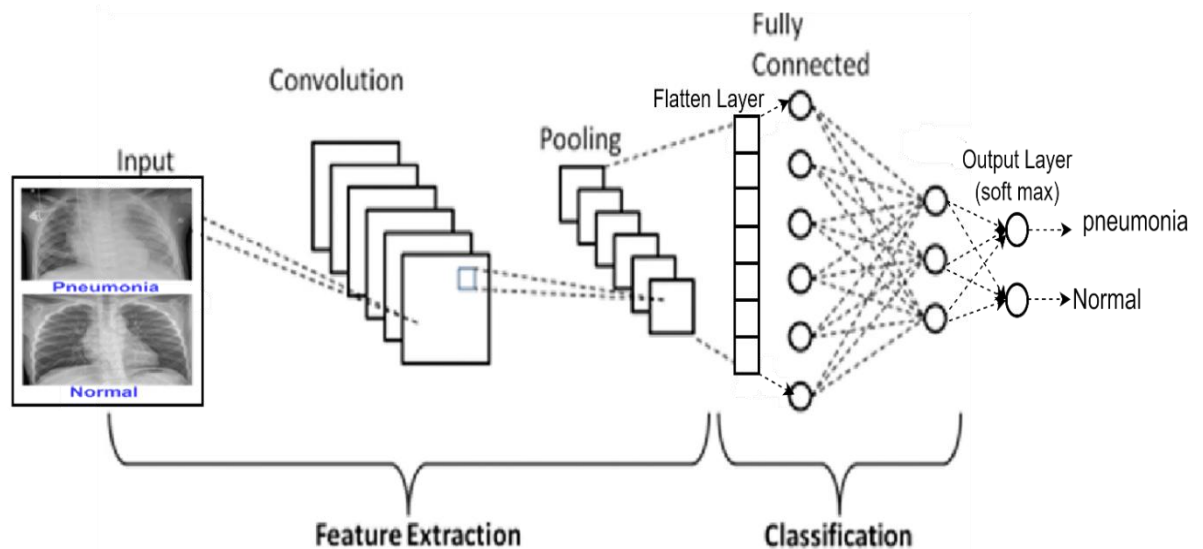 Input
Pneumonia
Normal
Convolution
Pooling
Flatten Layer
Fully
Connected
Output Layer
(soft max)
pneumonia
Normal
Feature Extraction
Classification